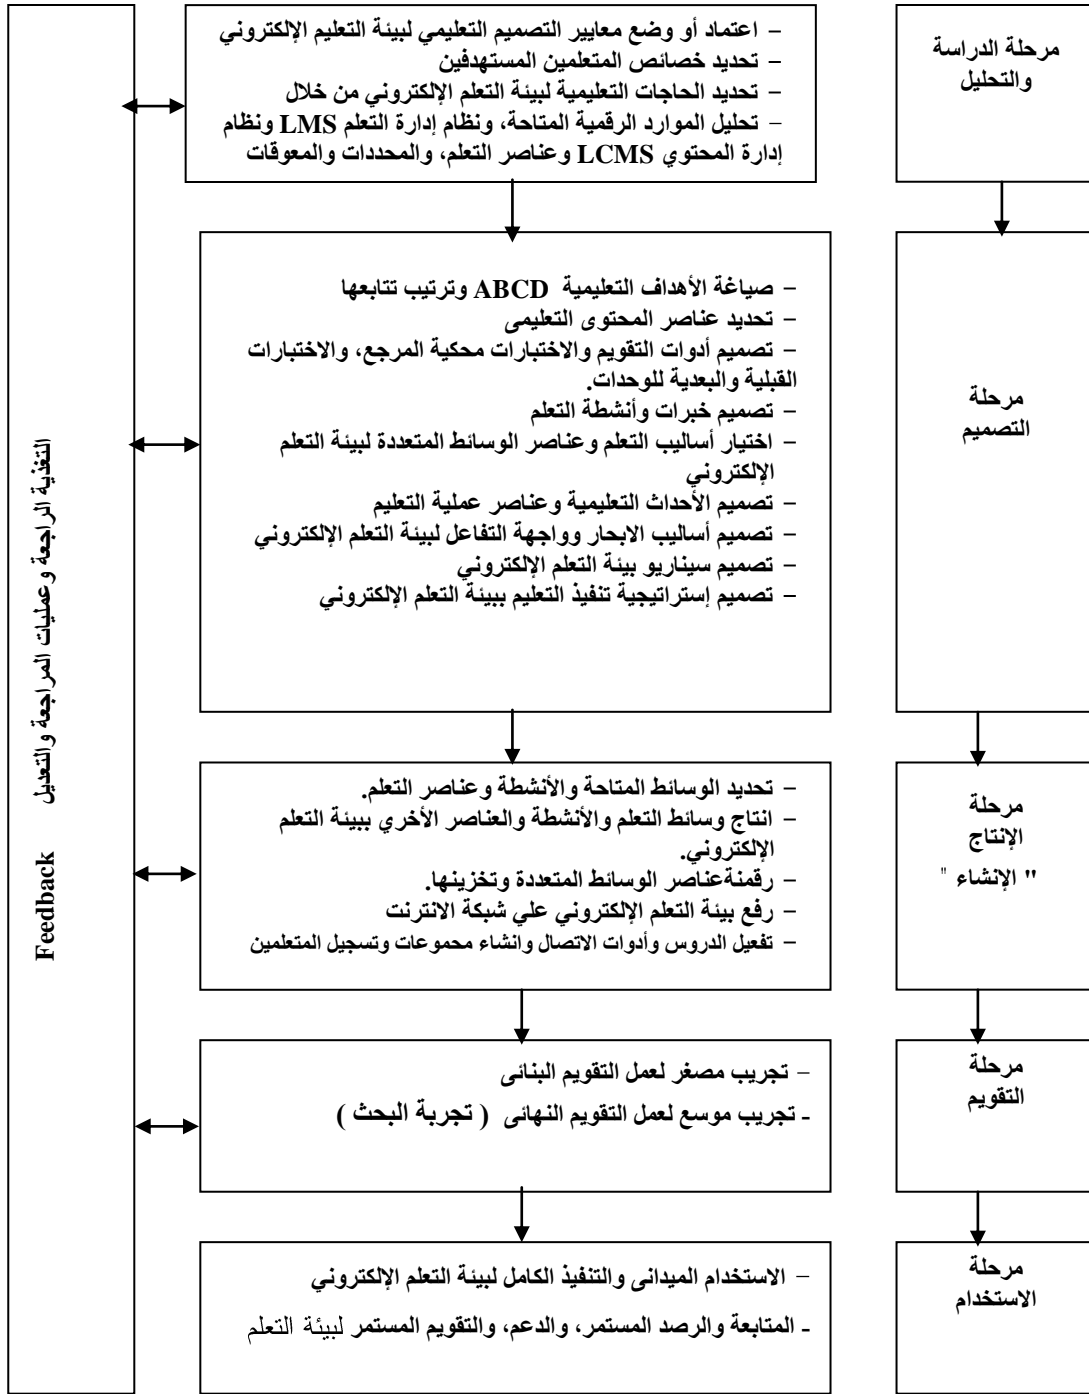 مرحلة الدراسة
والتحليل
– اعتماد أو وضع معايير التصميم التعليمي لبيئة التعليم الإلكتروني
– تحديد خصائص المتعلمين المستهدفين
– تحديد الحاجات التعليمية لبيئة التعلم الإلكتروني من خلال
– تحليل الموارد الرقمية المتاحة، ونظام إدارة التعلم LMS ونظام
إدارة المحتوي LCMS وعناصر التعلم، والمحددات والمعوقات
مرحلة
التصميم
– صياغة الأهداف التعليمية ABCD وترتيب تتابعها
– تحديد عناصر المحتوى التعليمى
– تصميم أدوات التقويم والاختبارات محكية المرجع، والاختبارات
القبلية والبعدية للوحدات.
– تصميم خبرات وأنشطة التعلم
– اختيار أساليب التعلم وعناصر الوسائط المتعددة لبيئة التعلم
الإلكتروني
– تصميم الأحداث التعليمية وعناصر عملية التعليم
– تصميم أساليب الابحار وواجهة التفاعل لبيئة التعلم الإلكتروني
– تصميم سيناريو بيئة التعلم الإلكتروني
– تصميم إستراتيجية تنفيذ التعليم ببيئة التعلم الإلكتروني
مرحلة
الإنتاج
" الإنشاء "
– تحديد الوسائط المتاحة والأنشطة وعناصر التعلم.
– انتاج وسائط التعلم والأنشطة والعناصر الأخري ببيئة التعلم
الإلكتروني.
– رقمنةعناصر الوسائط المتعددة وتخزينها.
– رفع بيئة التعلم الإلكتروني علي شبكة الانترنت
– تفعيل الدروس وأدوات الاتصال وانشاء محموعات وتسجيل المتعلمين
مرحلة
التقويم
– تجريب مصغر لعمل التقويم البنائى
- تجريب موسع لعمل التقويم النهائى ( تجربة البحث )
مرحلة
الاستخدام
– الاستخدام الميدانى والتنفيذ الكامل لبيئة التعلم الإلكتروني
- المتابعة والرصد المستمر، والدعم، والتقويم المستمر لبيئة التعلم
التغذية الراجعة وعمليات المراجعة والتعديل Feedback